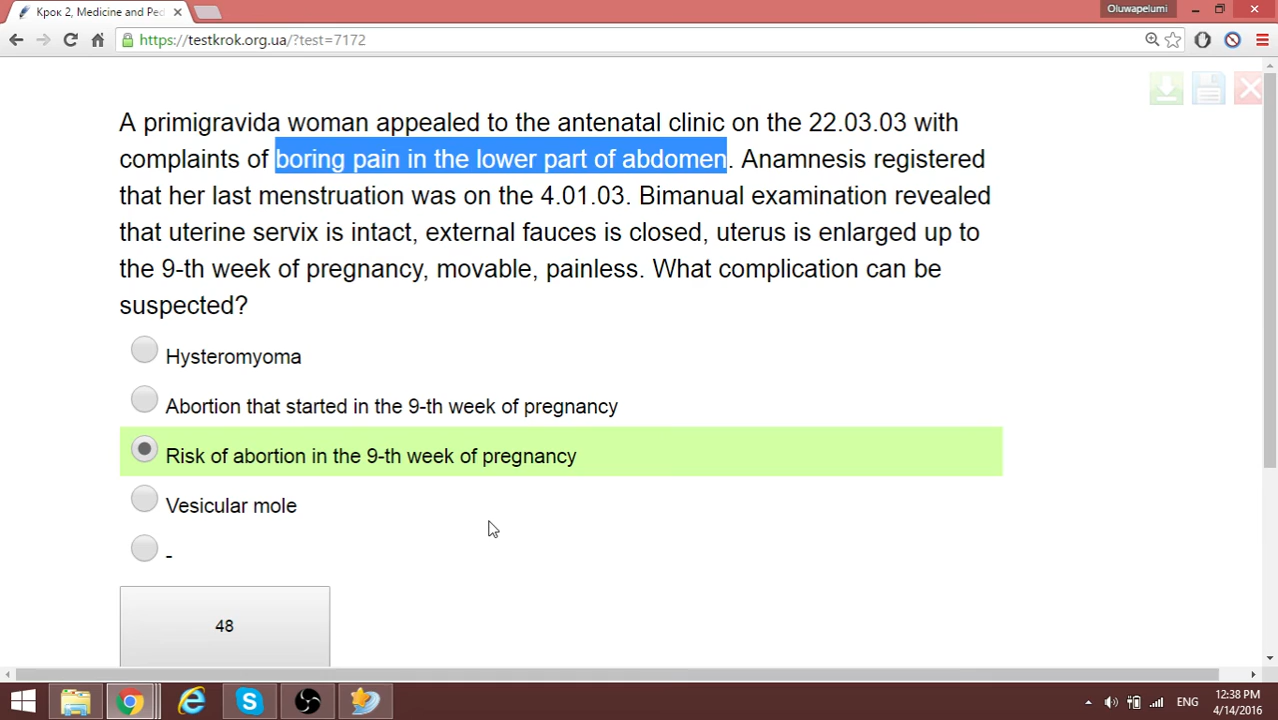 Крок 2, Medicine and Ped
Oluwapelumi
https://testkrok.org.ua/?test=7172
A primigravida woman appealed to the antenatal clinic on the 22.03.03 with
complaints of boring pain in the lower part of abdomen. Anamnesis registered
that her last menstruation was on the 4.01.03. Bimanual examination revealed
that uterine servix is intact, external fauces is closed, uterus is enlarged up to
the 9-th week of pregnancy, movable, painless. What complication can be
suspected?
Hysteromyoma
Abortion that started in the 9-th week of pregnancy
Risk of abortion in the 9-th week of pregnancy
Vesicular mole
-
48
ENG
12:38 PM
4/14/2016